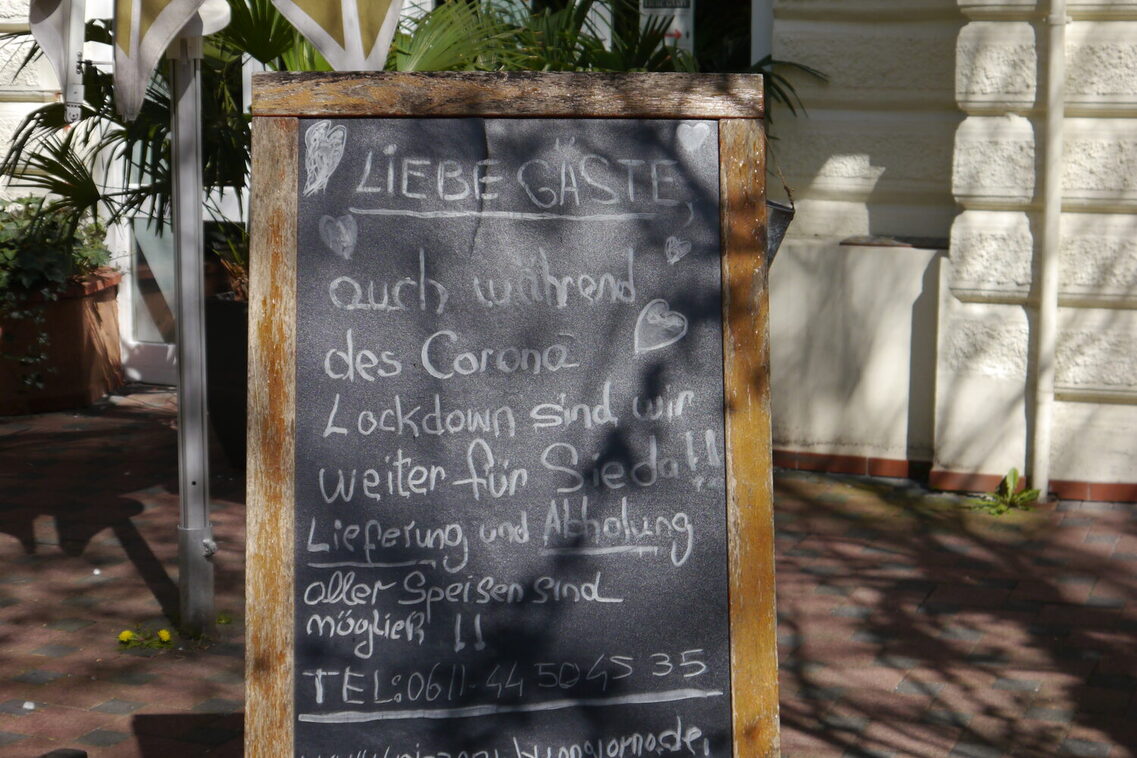 LiEBE GÄSTE,
auch während
des Corona
Lockdown sind wir
weiter für Sie da!!
Lieferung und Abholung
aller Speisen sind
möglich !!
TEL:0611-44 50 45 35